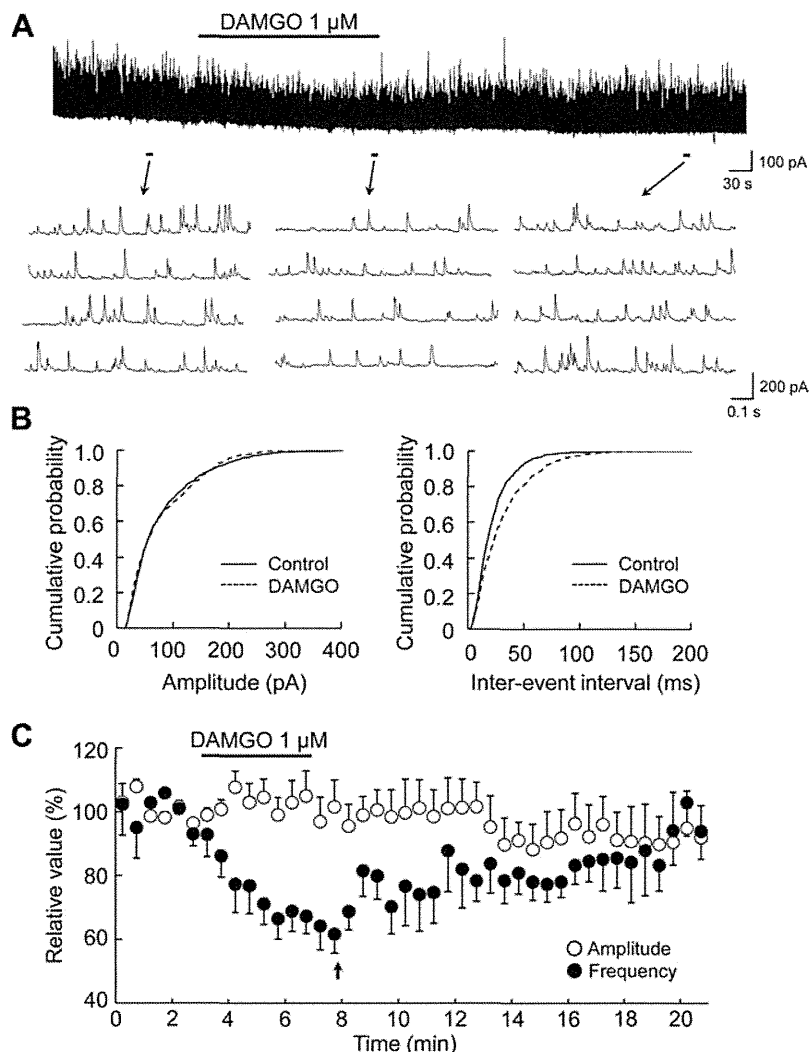 A
DAMGO 1 μM
100 pA
30 s
200 pA
0.1 s
B
Cumulative probability
1.0
0.8
0.6
0.4
0.2
0
Control
DAMGO
0 100 200 300 400
Amplitude (pA)
Cumulative probability
1.0
0.8
0.6
0.4
0.2
0
Control
DAMGO
0 50 100 150 200
Inter-event interval (ms)
C
DAMGO 1 μM
Relative value (%)
120
100
80
60
40
Amplitude
Frequency
0 2 4 6 8 10 12 14 16 18 20
Time (min)